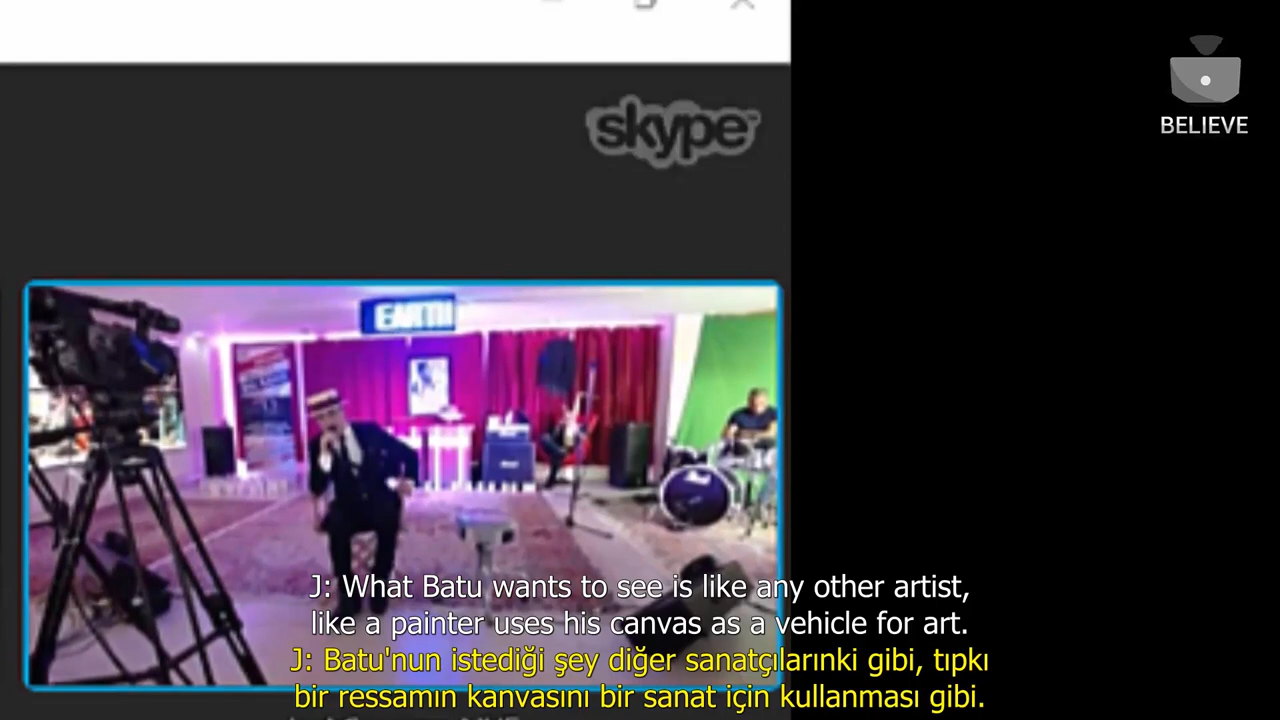 skype
BELIEVE
EARTH
J: What Batu wants to see is like any other artist,
like a painter uses his canvas as a vehicle for art.
J: Batu'nun istediği şey diğer sanatçılarınki gibi, tıpkı
bir ressamın kanvasını bir sanat için kullanması gibi.